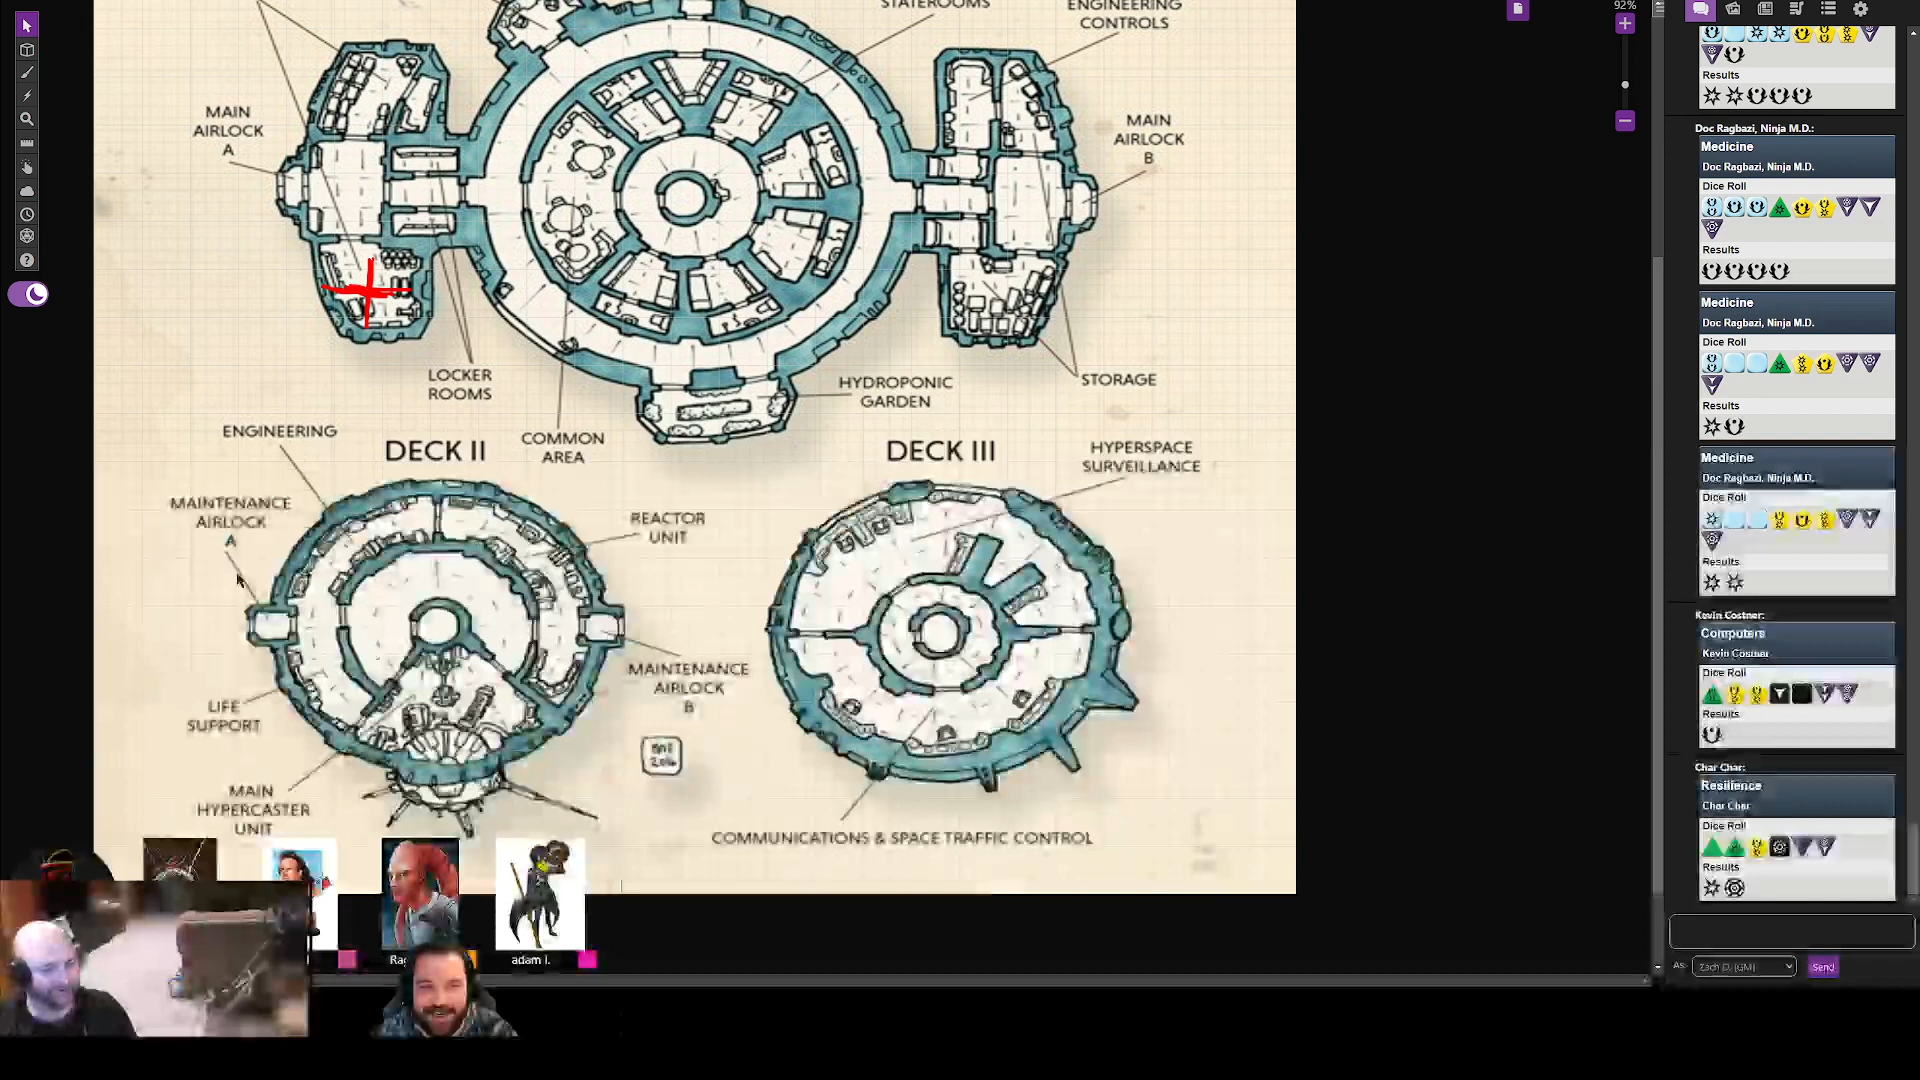 STATEROOMS
ENGINEERING
CONTROLS
MAIN
AIRLOCK
A
MAIN
AIRLOCK
B
LOCKER
ROOMS
COMMON
AREA
HYDROPONIC
GARDEN
STORAGE
DECK II
DECK III
ENGINEERING
MAINTENANCE
AIRLOCK
A
REACTOR
UNIT
HYPERSPACE
SURVEILLANCE
LIFE
SUPPORT
MAINTENANCE
AIRLOCK
B
MAIN
HYPERCASTER
UNIT
COMMUNICATIONS & SPACE TRAFFIC CONTROL
adam I.
92%
Results
Doc Ragbazi, Ninja M.D.:
Medicine
Doc Ragbazi, Ninja M.D.
Dice Roll
Results
Medicine
Doc Ragbazi, Ninja M.D.
Dice Roll
Results
Medicine
Doc Ragbazi, Ninja M.D.
Dice Roll
Results
Kevin Costner:
Computers
Kevin Costner
Dice Roll
Results
Char Char:
Resilience
Char Char
Dice Roll
Results
As:
Zach D. (GM)
Send